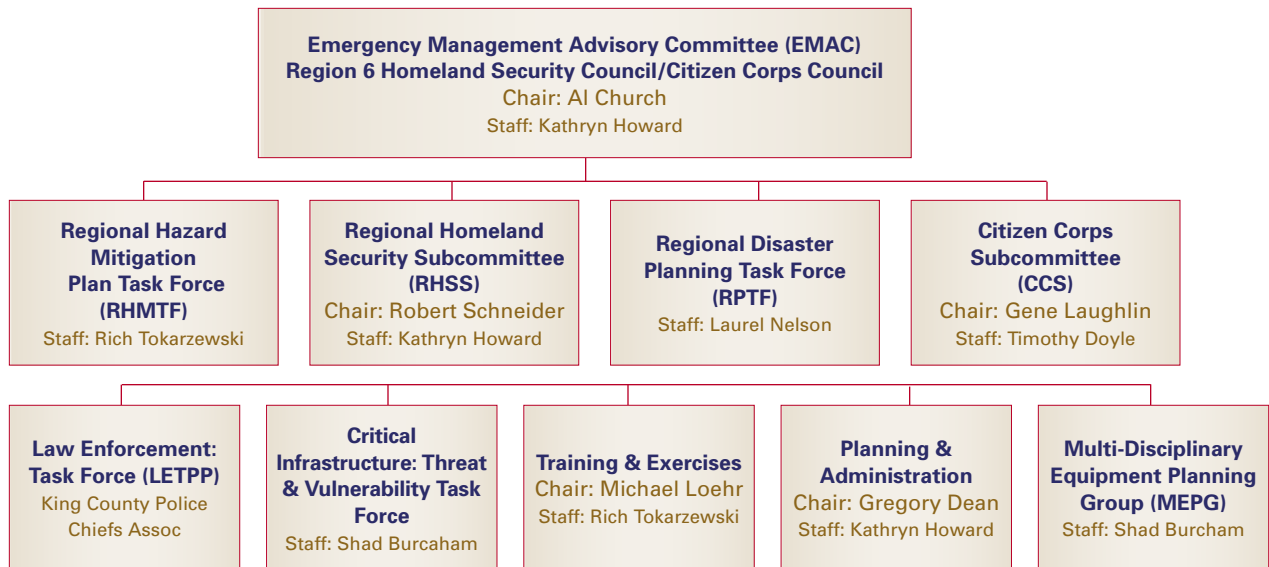 Emergency Management Advisory Committee (EMAC)
Region 6 Homeland Security Council/Citizen Corps Council
Chair: Al Church
Staff: Kathryn Howard
Regional Hazard
Mitigation
Plan Task Force
(RHMTF)
Staff: Rich Tokarzewski
Regional Homeland
Security Subcommittee
(RHSS)
Chair: Robert Schneider
Staff: Kathryn Howard
Regional Disaster
Planning Task Force
(RPTF)
Staff: Laurel Nelson
Citizen Corps
Subcommittee
(CCS)
Chair: Gene Laughlin
Staff: Timothy Doyle
Law Enforcement:
Task Force (LETPP)
King County Police
Chiefs Assoc
Critical
Infrastructure: Threat
& Vulnerability Task
Force
Staff: Shad Burcaham
Training & Exercises
Chair: Michael Loehr
Staff: Rich Tokarzewski
Planning &
Administration
Chair: Gregory Dean
Staff: Kathryn Howard
Multi-Disciplinary
Equipment Planning
Group (MEPG)
Staff: Shad Burcham